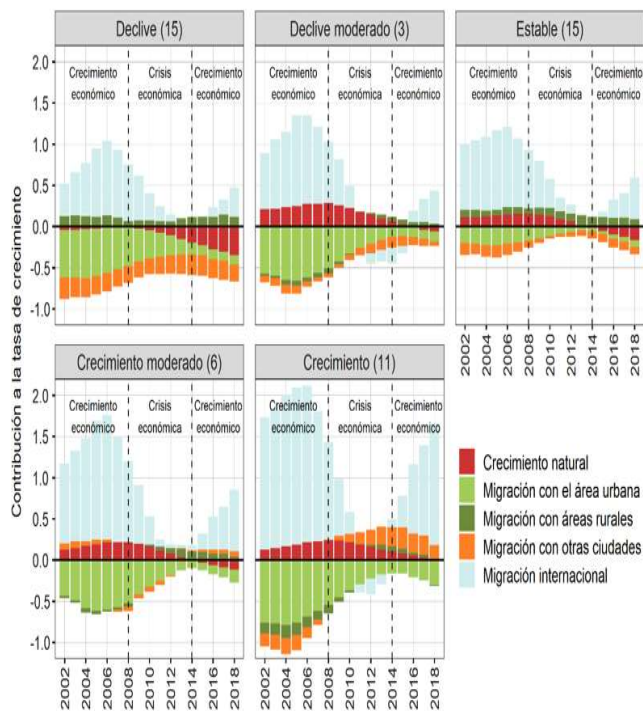 Declive (15)
Declive moderado (3)
Estable (15)
Crecimiento económico
Crisis económica
Crecimiento económico
Crecimiento económico
Crisis económica
Crecimiento económico
Crecimiento económico
Crisis económica
Crecimiento económico
2.0
1.5
1.0
0.5
0.0
-0.5
-1.0
2002
2004
2006
2008
2010
2012
2014
2016
2018
Crecimiento moderado (6)
Crecimiento (11)
Crecimiento económico
Crisis económica
Crecimiento económico
Crecimiento económico
Crisis económica
Crecimiento económico
2.0
1.5
1.0
0.5
0.0
-0.5
-1.0
2002
2004
2006
2008
2010
2012
2014
2016
2018
2002
2004
2006
2008
2010
2012
2014
2016
2018
Contribución a la tasa de crecimiento
Crecimiento natural
Migración con el área urbana
Migración con áreas rurales
Migración con otras ciudades
Migración internacional